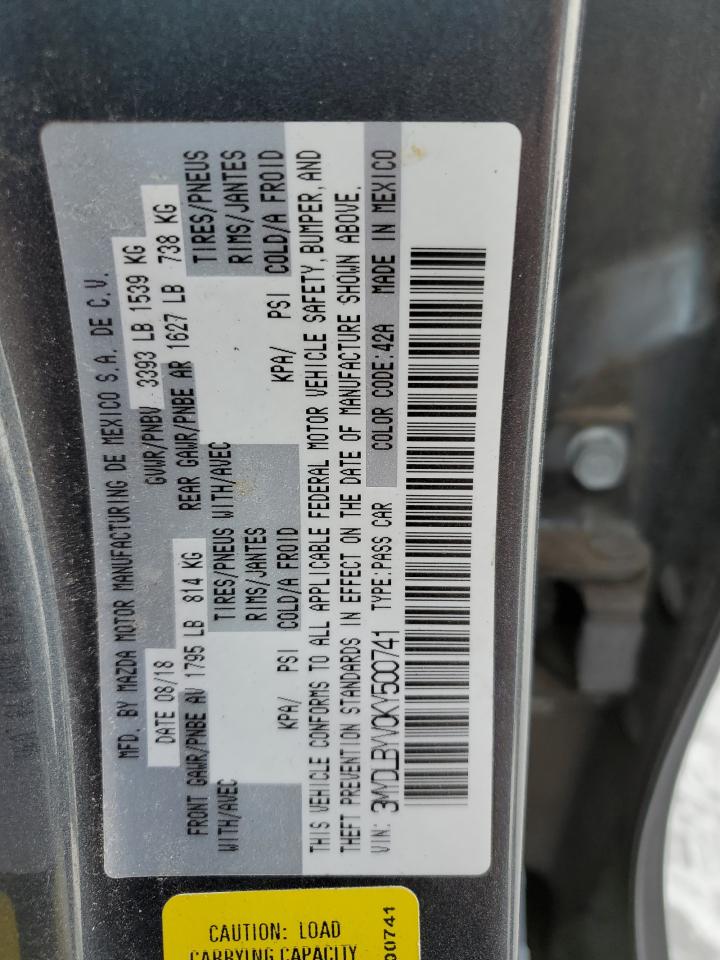 MFD. BY MAZDA MOTOR MANUFACTURING DE MEXICO S.A. DE C.V.
DATE 08/18 GVWR/PNBV 3393 LB 1539 KG
FRONT GAWR/PNBE AV 1795 LB 814 KG REAR GAWR/PNBE AR 1627 LB 738 KG
WITH/AVEC TIRES/PNEUS WITH/AVEC TIRES/PNEUS
RIMS/JANTES RIMS/JANTES
KPA/ PSI COLD/A FROID KPA/ PSI COLD/A FROID
THIS VEHICLE CONFORMS TO ALL APPLICABLE FEDERAL MOTOR VEHICLE SAFETY, BUMPER, AND
THEFT PREVENTION STANDARDS IN EFFECT ON THE DATE OF MANUFACTURE SHOWN ABOVE.
VIN: 3MYDLBYV0KY500741 TYPE:PASS CAR COLOR CODE:42A MADE IN MEXICO
CAUTION: LOAD
CARRYING CAPACITY
00741